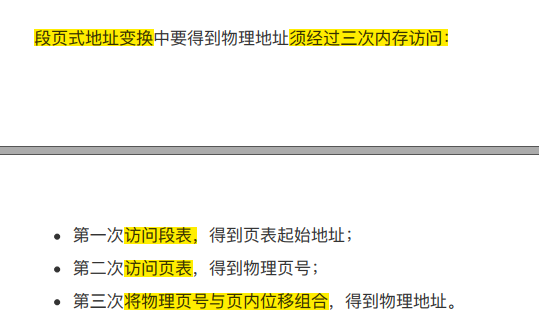 段页式地址变换中要得到物理地址须经过三次内存访问：
第一次访问段表，得到页表起始地址；
第二次访问页表，得到物理页号；
第三次将物理页号与页内位移组合，得到物理地址。